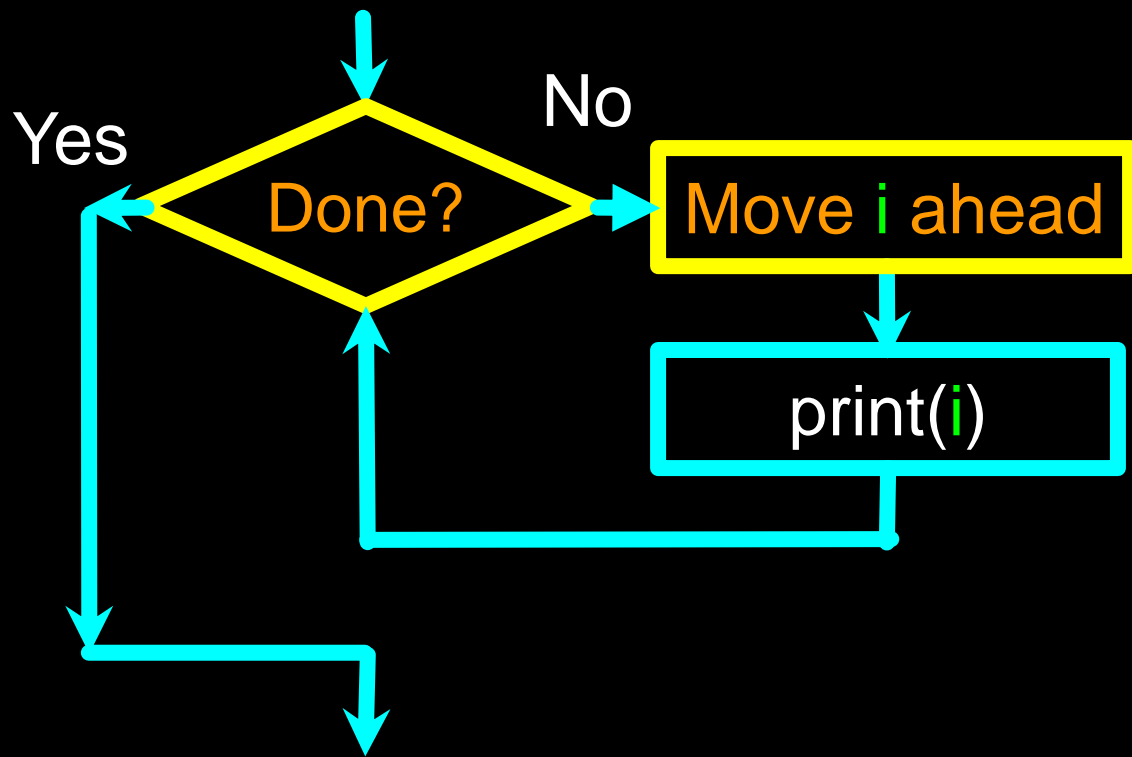 Yes
No
Done?
Move i ahead
print(i)